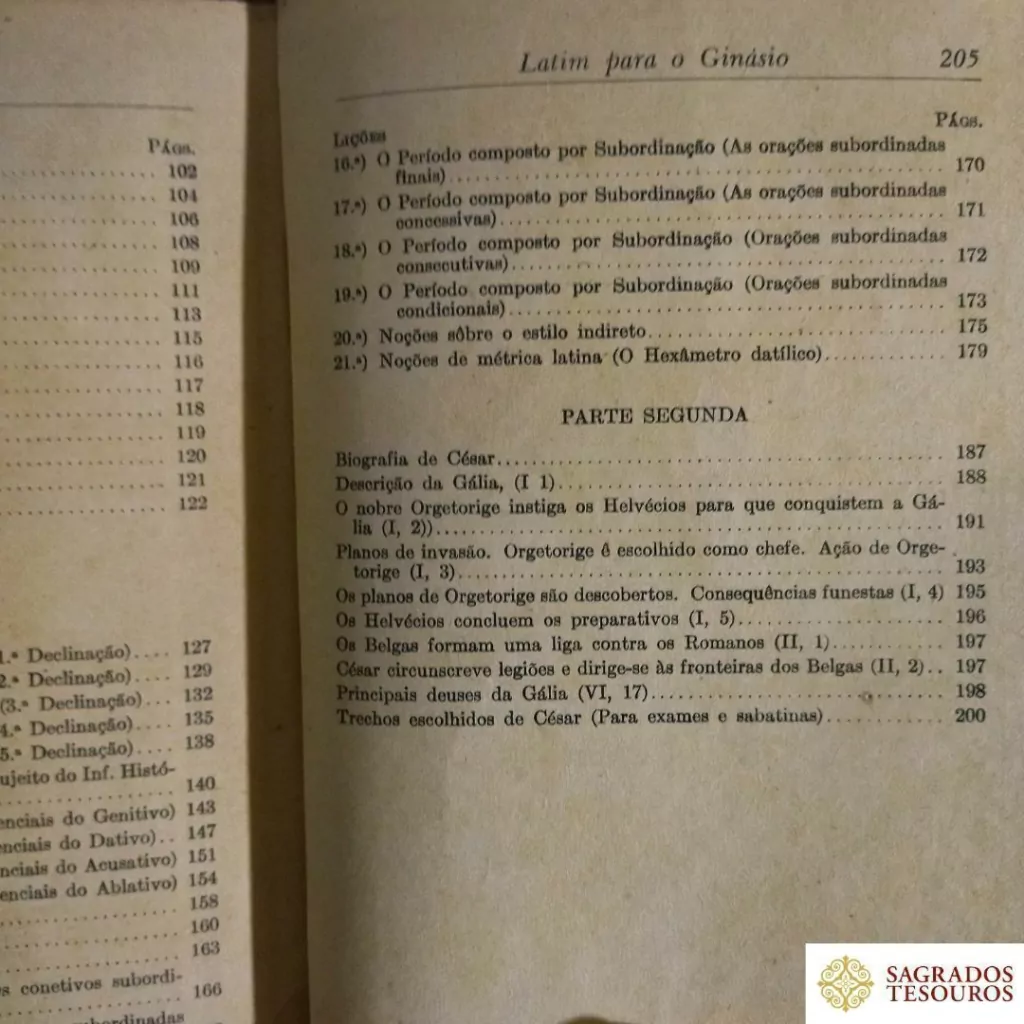 Págs.
102
104
106
108
109
111
113
115
116
117
118
119
120
121
122
1.ª Declinação).... 127
2.ª Declinação).... 129
(3.ª Declinação)... 132
4.ª Declinação).... 135
5.ª Declinação).... 138
ujeito do Inf. Histó-
140
enciais do Genitivo) 143
enciais do Dativo).. 147
nciais do Acusativo) 151
enciais do Ablativo) 154
158
160
163
s conetivos subordi-
166
subordinadas
Latim para o Ginásio 205
Lições Págs.
16.ª) O Período composto por Subordinação (As orações subordinadas
finais) 170
17.ª) O Período composto por Subordinação (As orações subordinadas
concessivas) 171
18.ª) O Período composto por Subordinação (Orações subordinadas
consecutivas) 172
19.ª) O Período composto por Subordinação (Orações subordinadas
condicionais) 173
20.ª) Noções sôbre o estilo indireto 175
21.ª) Noções de métrica latina (O Hexâmetro datílico) 179
PARTE SEGUNDA
Biografia de César 187
Descrição da Gália, (I 1) 188
O nobre Orgetorige instiga os Helvécios para que conquistem a Gá-
lia (I, 2)) 191
Planos de invasão. Orgetorige é escolhido como chefe. Ação de Orge-
torige (I, 3) 193
Os planos de Orgetorige são descobertos. Consequências funestas (I, 4) 195
Os Helvécios concluem os preparativos (I, 5) 196
Os Belgas formam uma liga contra os Romanos (II, 1) 197
César circunscreve legiões e dirige-se às fronteiras dos Belgas (II, 2).. 197
Principais deuses da Gália (VI, 17) 198
Trechos escolhidos de César (Para exames e sabatinas) 200
SAGRADOS
TESOUROS